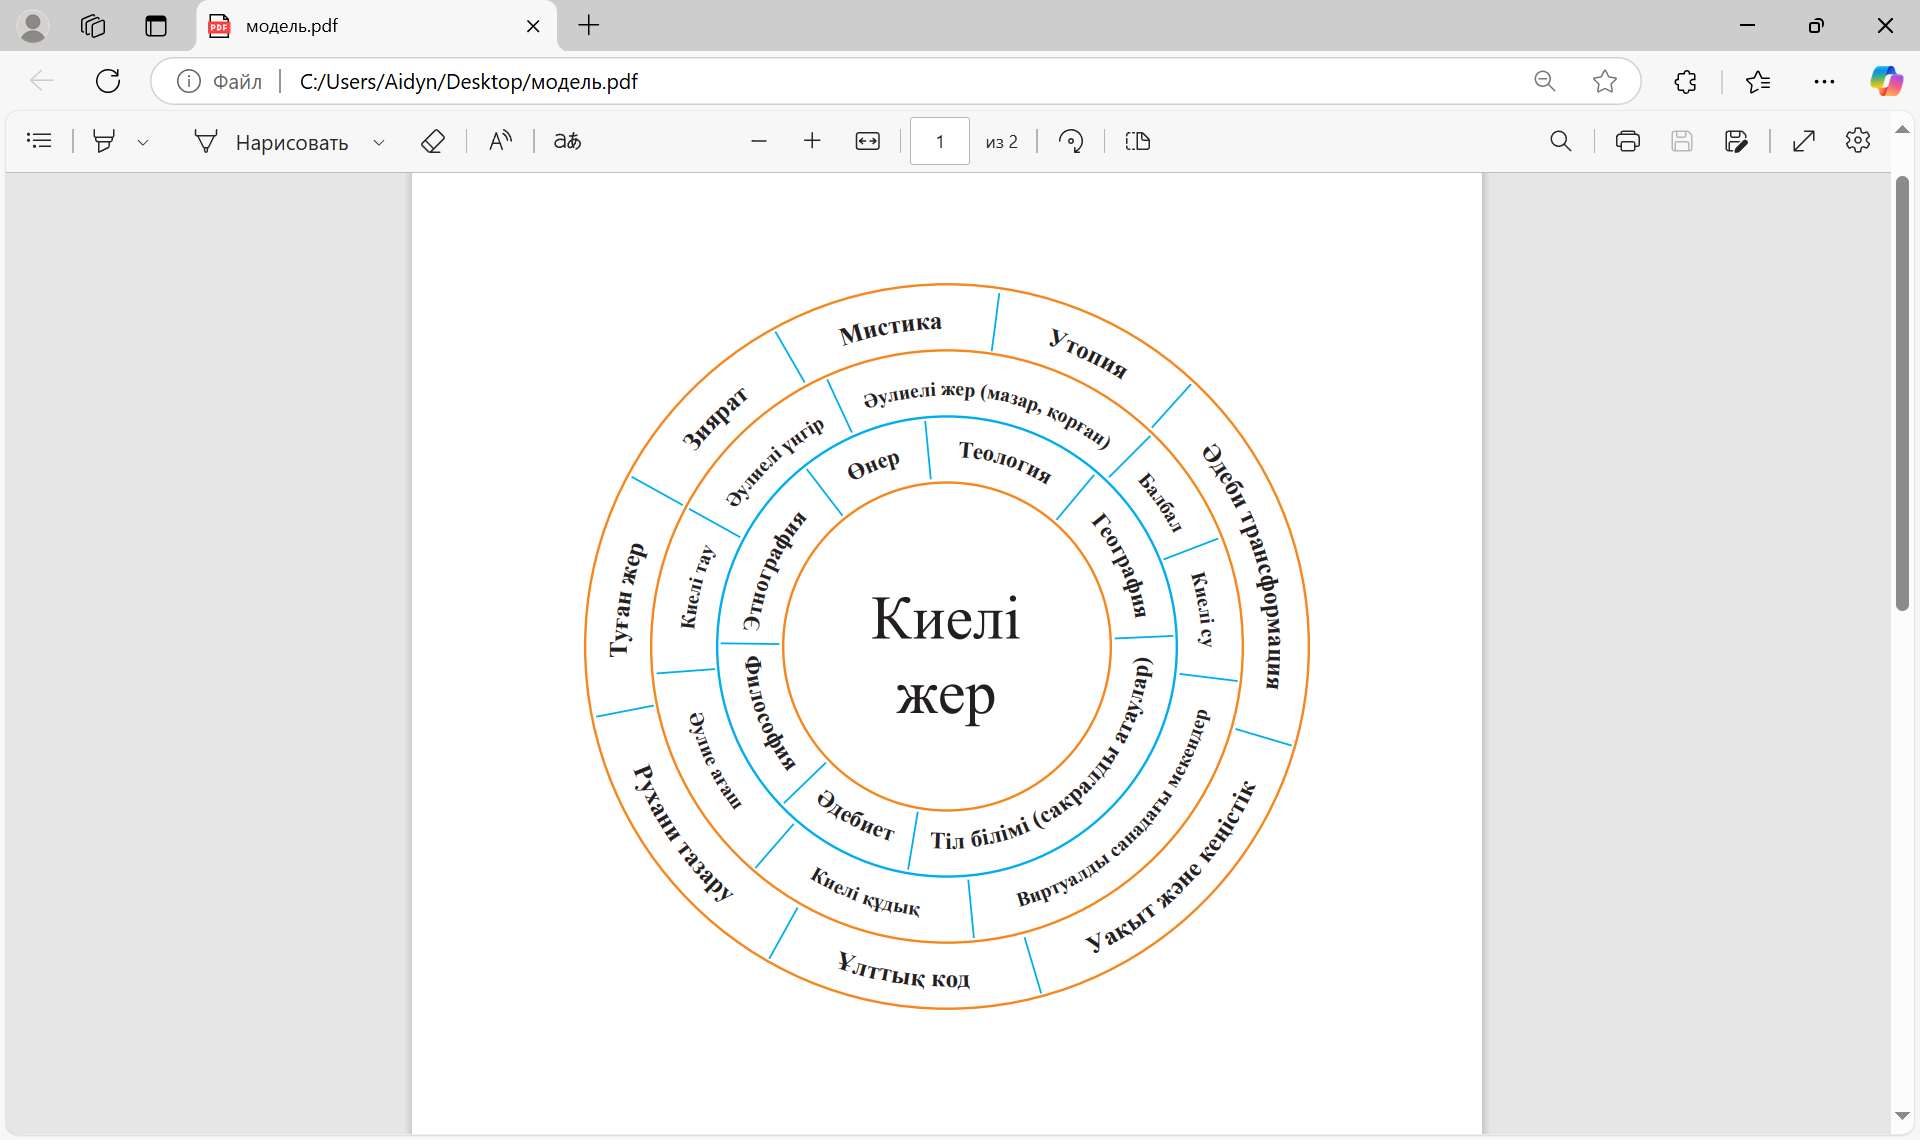 модель.pdf
Файл
C:/Users/Aidyn/Desktop/модель.pdf
Нарисовать
1
из 2
Мистика
Утопия
Әдеби трансформация
Уақыт және кеңістік
Ұлттық код
Рухани тазару
Туған жер
Зиярат
Әулиелі жер (мазар, қорған)
Балбал
Киелі су
Виртуалды санадағы мекендер
Киелі құдық
Әулие ағаш
Киелі тау
Әулиелі үңгір
Өнер
Теология
География
Тіл білімі (сакралды атаулар)
Әдебиет
Философия
Этнография
Киелі
жер